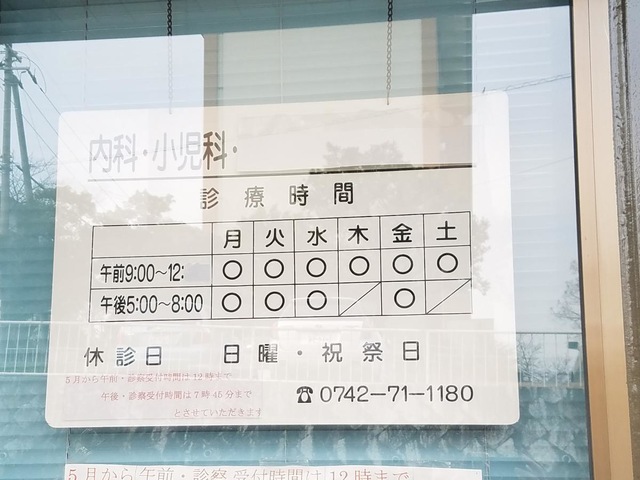 内科・小児科・
診療時間
月 火 水 木 金 土
午前9:00〜12: ○ ○ ○ ○ ○ ○
午後5:00〜8:00 ○ ○ ○ ／ ○ ／
休診日 日曜・祝祭日
5月から午前・診察受付時間は12時まで
午後・診察受付時間は7時45分まで
とさせていただきます
☎0742-71-1180
5月から午前・診察受付時間は12時まで